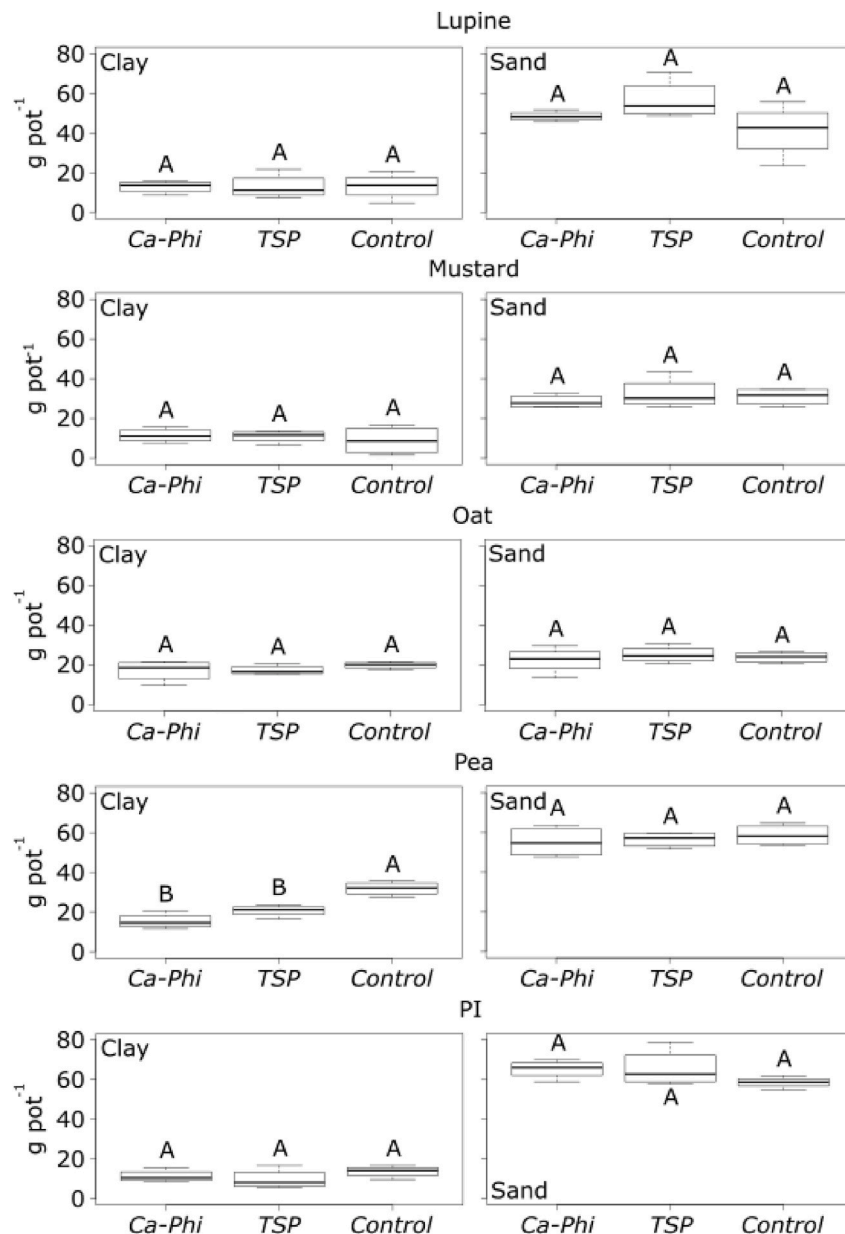 Lupine
80
60
40
20
0
g pot-1
Clay
A A A
Ca-Phi TSP Control
Sand
A A A
Ca-Phi TSP Control
Mustard
80
60
40
20
0
g pot-1
Clay
A A A
Ca-Phi TSP Control
Sand
A A A
Ca-Phi TSP Control
Oat
80
60
40
20
0
g pot-1
Clay
A A A
Ca-Phi TSP Control
Sand
A A A
Ca-Phi TSP Control
Pea
80
60
40
20
0
g pot-1
Clay
B B A
Ca-Phi TSP Control
Sand
A A A
Ca-Phi TSP Control
PI
80
60
40
20
0
g pot-1
Clay
A A A
Ca-Phi TSP Control
A A A
Sand
Ca-Phi TSP Control